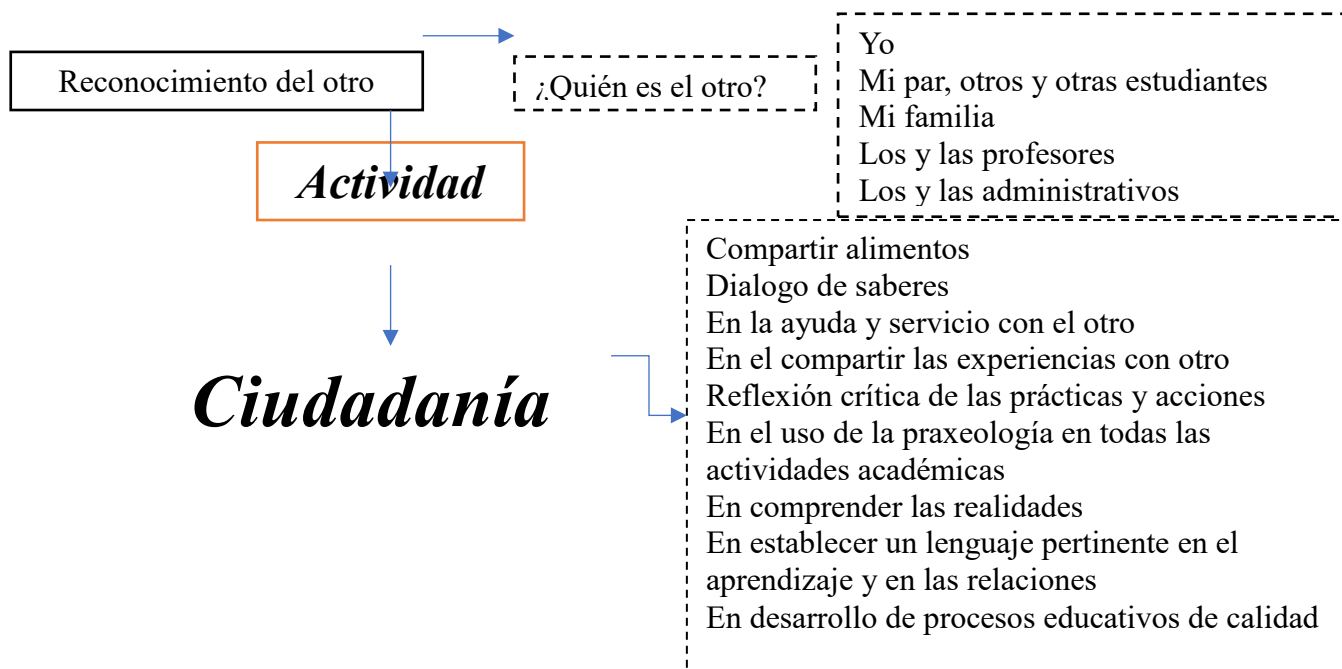 Reconocimiento del otro
¿Quién es el otro?
Yo
Mi par, otros y otras estudiantes
Mi familia
Los y las profesores
Los y las administrativos
Actividad
Ciudadanía
Compartir alimentos
Dialogo de saberes
En la ayuda y servicio con el otro
En el compartir las experiencias con otro
Reflexión crítica de las prácticas y acciones
En el uso de la praxeología en todas las
actividades académicas
En comprender las realidades
En establecer un lenguaje pertinente en el
aprendizaje y en las relaciones
En desarrollo de procesos educativos de calidad